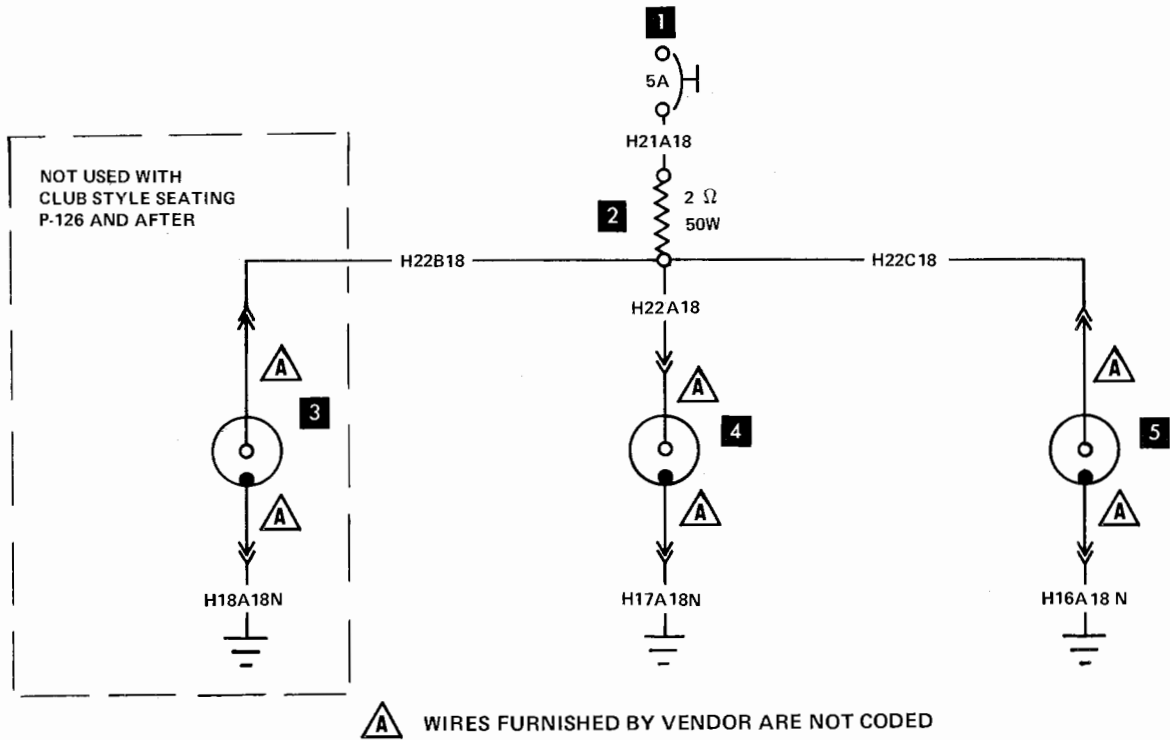 1
5A
H21A18
NOT USED WITH
CLUB STYLE SEATING
P-126 AND AFTER
2
2 Ω
50W
H22B18
H22C18
H22A18
A
A
A
3
4
5
A
A
A
H18A18N
H17A18N
H16A18 N
A WIRES FURNISHED BY VENDOR ARE NOT CODED